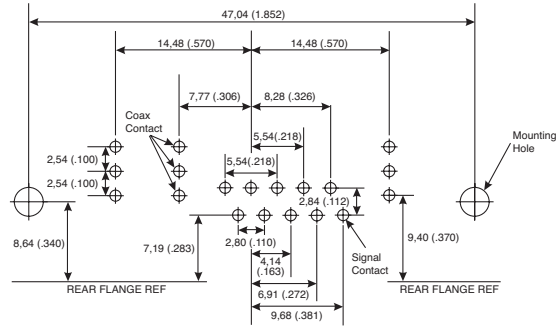 47,04 (1.852)
14,48 (.570)
14,48 (.570)
7,77 (.306)
8,28 (.326)
Coax
Contact
5,54(.218)
Mounting
Hole
2,54 (.100)
5,54(.218)
2,54 (.100)
2,84 (.112)
8,64 (.340)
7,19 (.283)
2,80 (.110)
9,40 (.370)
Signal
Contact
4,14
(.163)
REAR FLANGE REF
6,91 (.272)
REAR FLANGE REF
9,68 (.381)